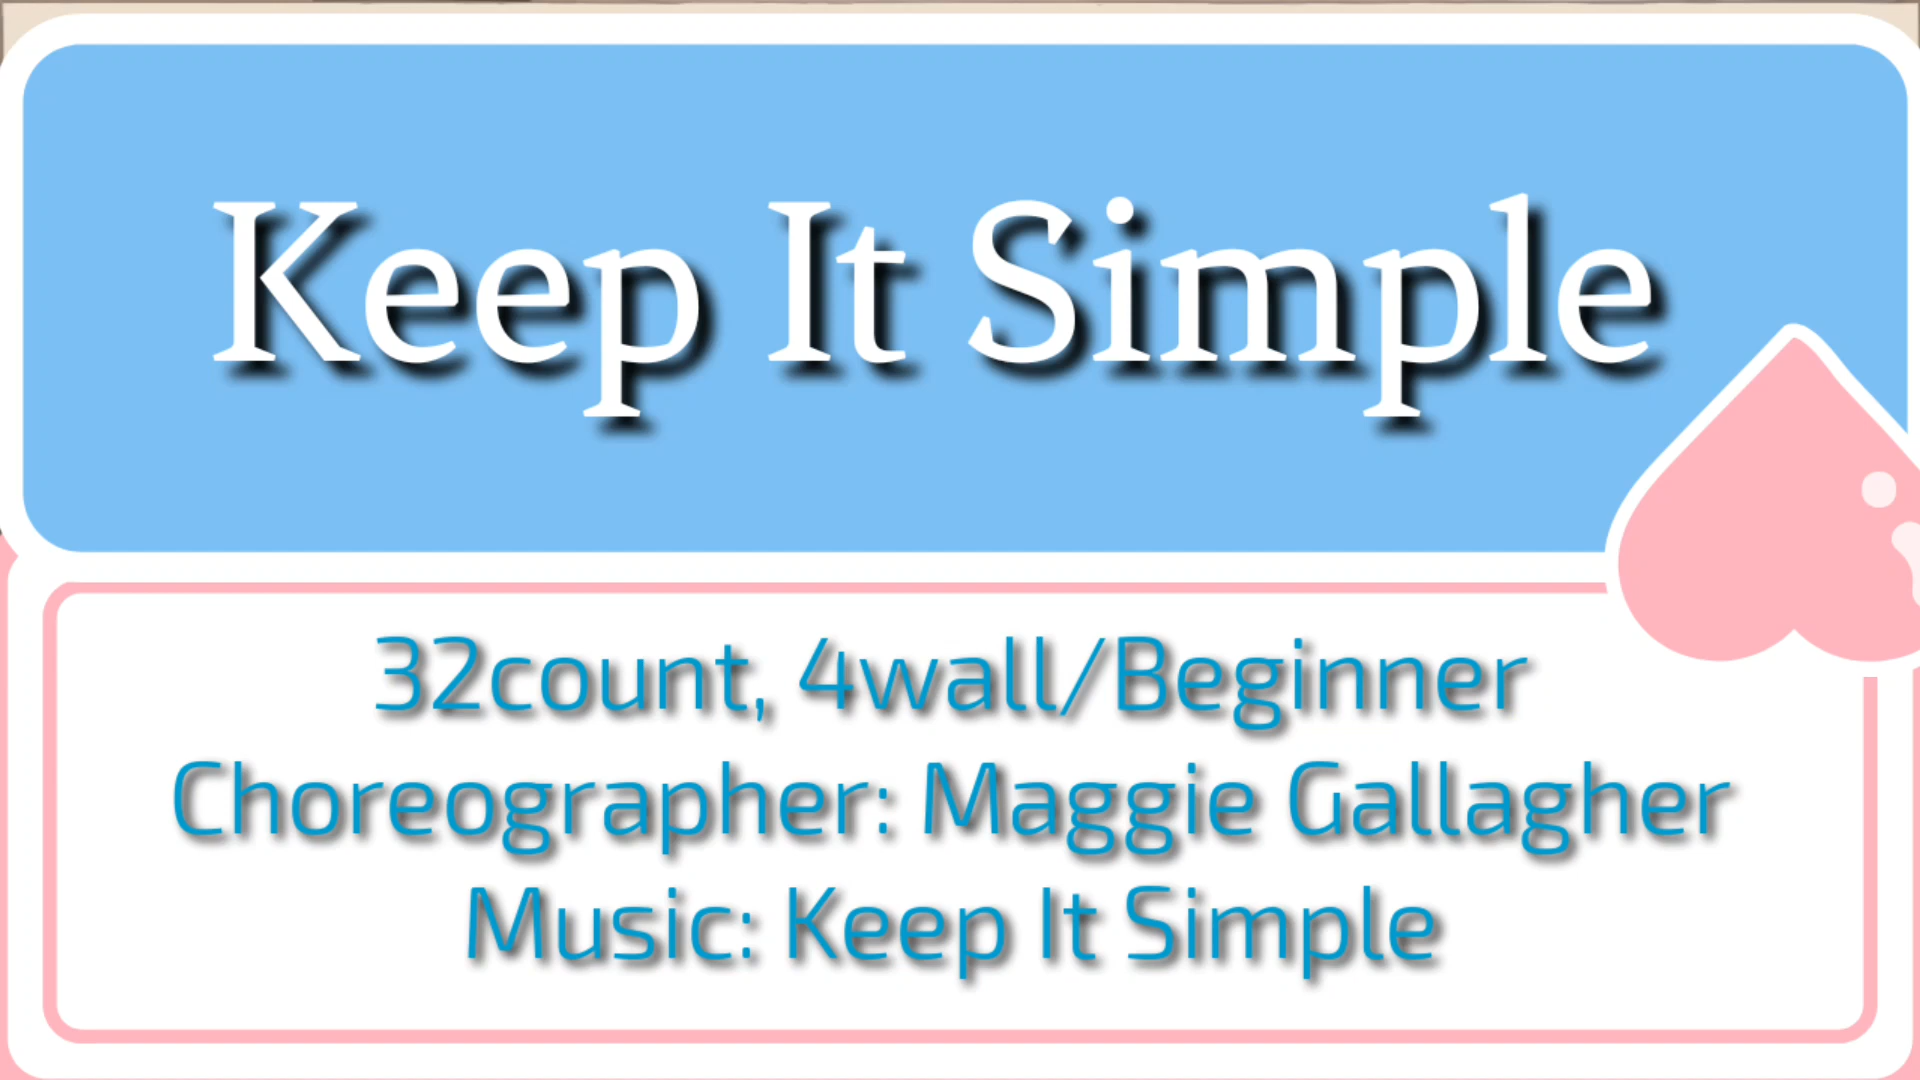 Keep It Simple
32count, 4wall/Beginner
Choreographer: Maggie Gallagher
Music: Keep It Simple